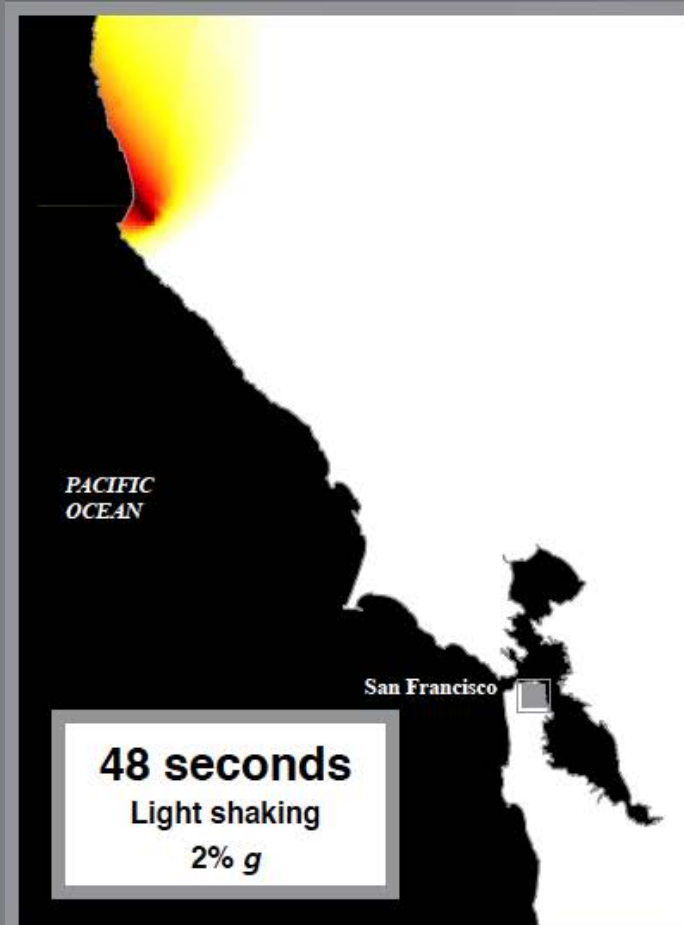 PACIFIC
OCEAN
San Francisco
48 seconds
Light shaking
2% g